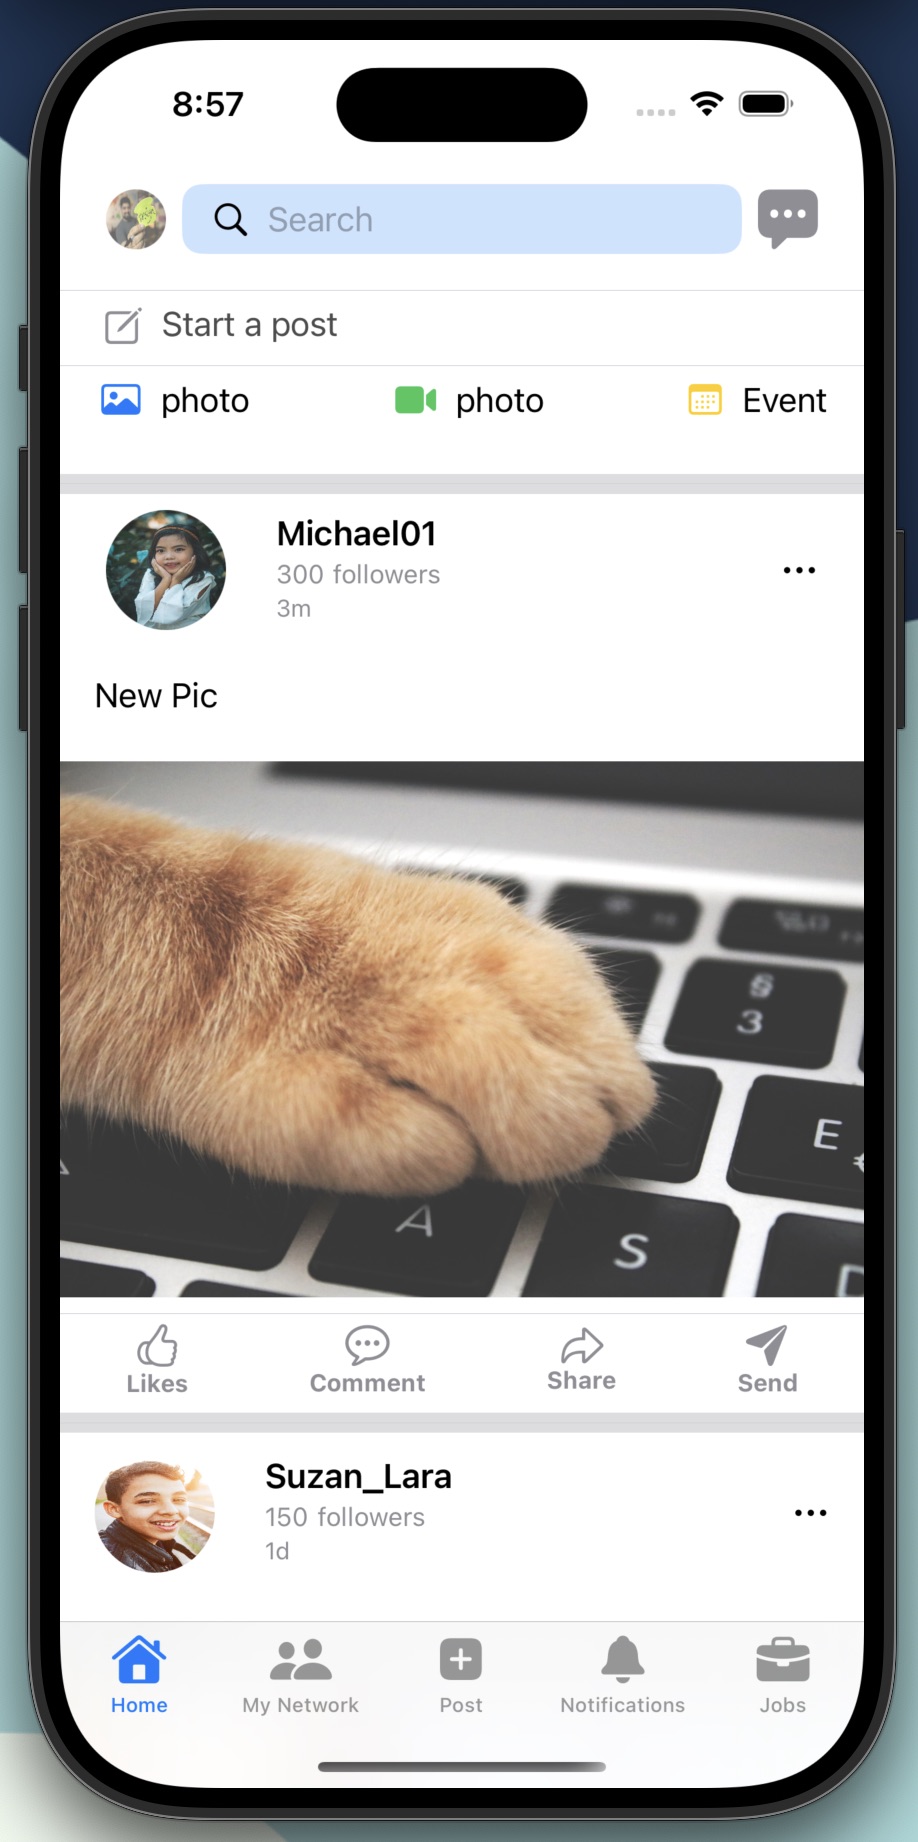 8:57
Search
Start a post
photo photo Event
Michael01
300 followers
3m
New Pic
§
3
E
A
S
D
Likes Comment Share Send
Suzan_Lara
150 followers
1d
Home My Network Post Notifications Jobs